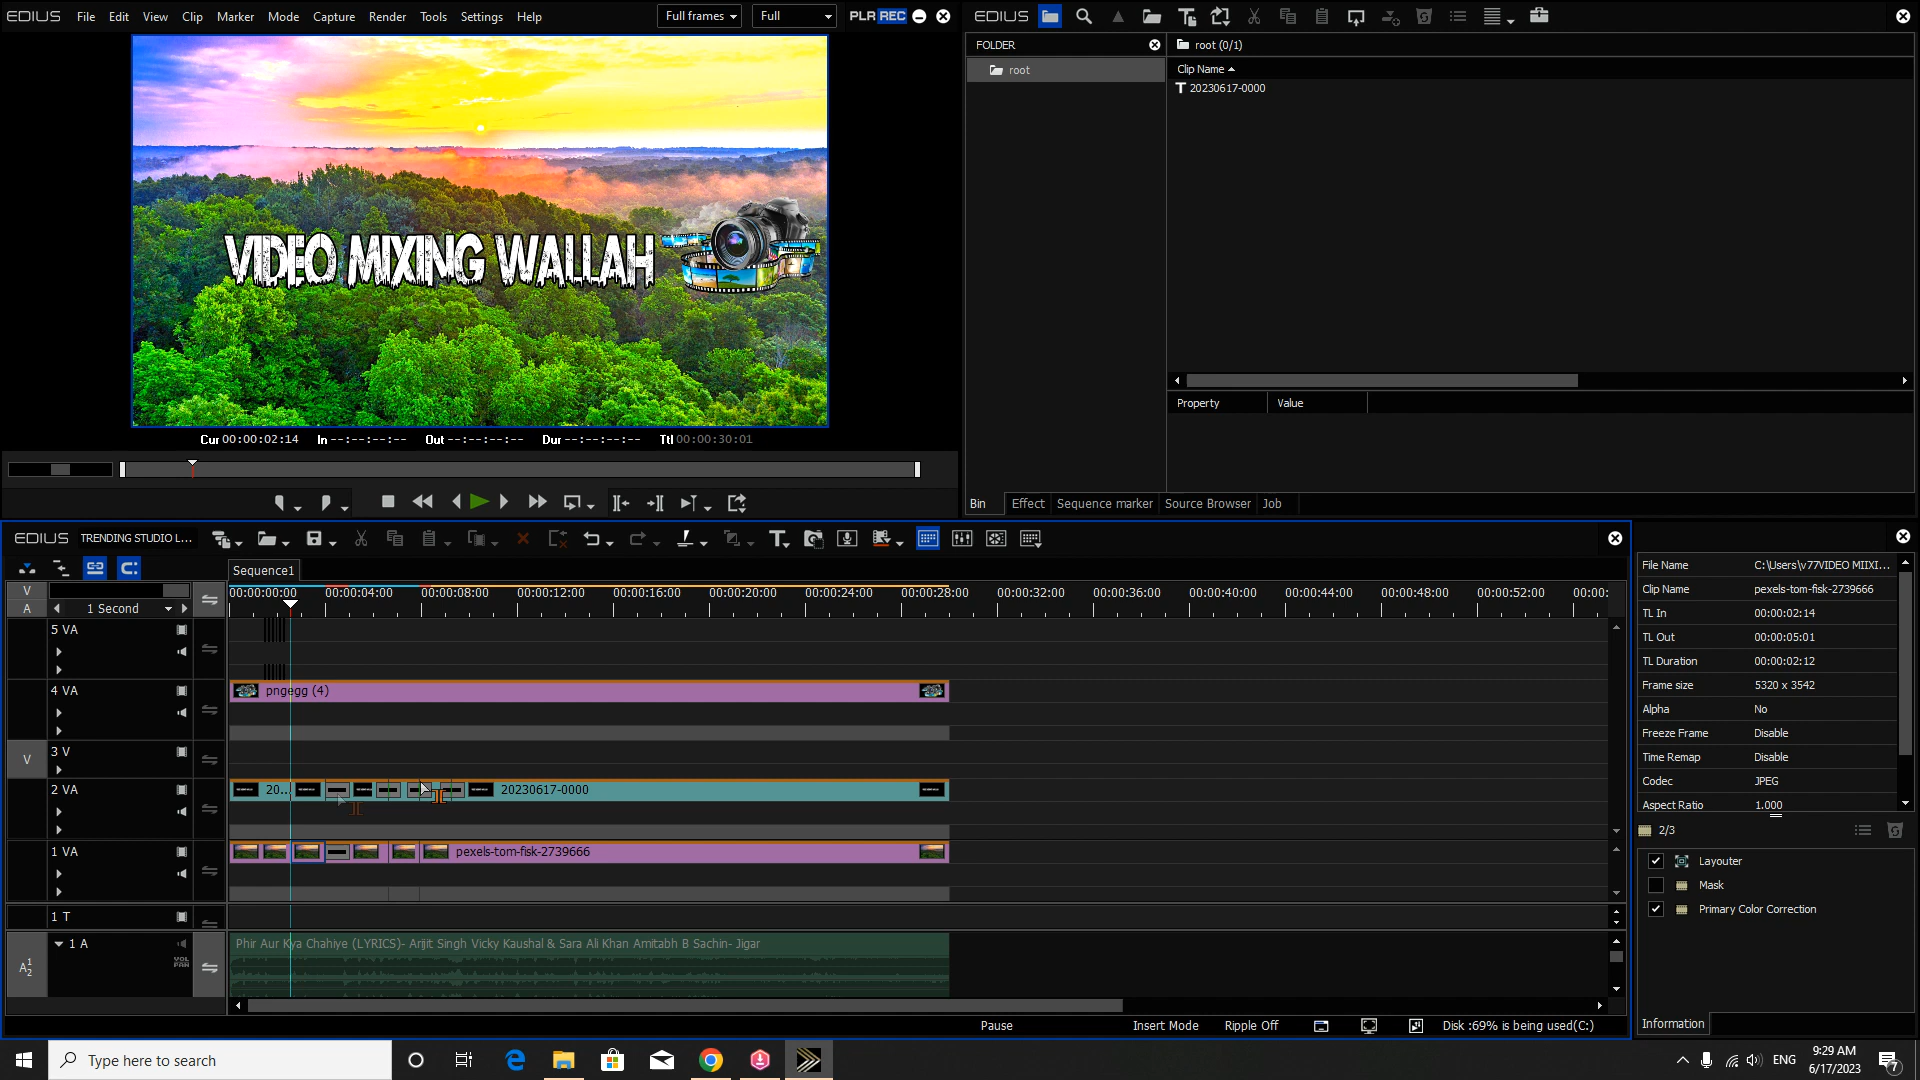 EDIUS File Edit View Clip Marker Mode Capture Render Tools Settings Help Full frames Full PLR REC
EDIUS
FOLDER
root
root (0/1)
Clip Name
T 20230617-0000
VIDEO MIXING WALLAH
Property Value
Cur 00:00:02:14 In --:--:--:-- Out --:--:--:-- Dur --:--:--:-- Ttl 00:00:30:01
Bin Effect Sequence marker Source Browser Job
EDIUS TRENDING STUDIO L...
Sequence1
V
A
1 Second
00:00:00:00 00:00:04:00 00:00:08:00 00:00:12:00 00:00:16:00 00:00:20:00 00:00:24:00 00:00:28:00 00:00:32:00 00:00:36:00 00:00:40:00 00:00:44:00 00:00:48:00 00:00:52:00 00:00:
5 VA
4 VA
pngegg (4)
V
3 V
2 VA
20... 20230617-0000
1 VA
pexels-tom-fisk-2739666
1 T
1 A
A 1 2
VOL
PAN
Phir Aur Kya Chahiye (LYRICS)- Arijit Singh Vicky Kaushal & Sara Ali Khan Amitabh B Sachin- Jigar
Pause Insert Mode Ripple Off Disk :69% is being used(C:)
File Name C:\Users\v77VIDEO MIIXI...
Clip Name pexels-tom-fisk-2739666
TL In 00:00:02:14
TL Out 00:00:05:01
TL Duration 00:00:02:12
Frame size 5320 x 3542
Alpha No
Freeze Frame Disable
Time Remap Disable
Codec JPEG
Aspect Ratio 1.000
2/3
Layouter
Mask
Primary Color Correction
Information
Type here to search
ENG
9:29 AM
6/17/2023
7